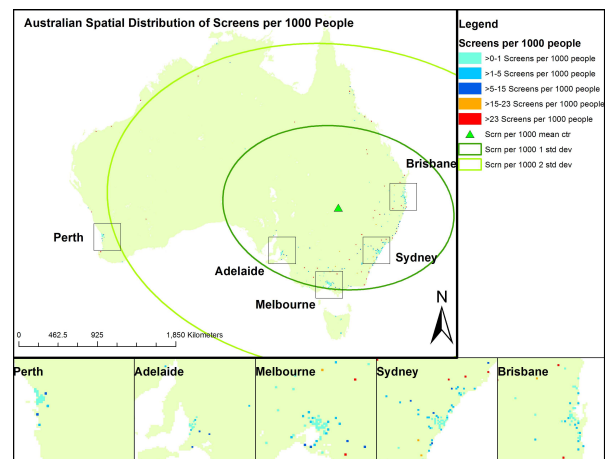 Australian Spatial Distribution of Screens per 1000 People
Legend
Screens per 1000 people
>0-1 Screens per 1000 people
>1-5 Screens per 1000 people
>5-15 Screens per 1000 people
>15-23 Screens per 1000 people
>23 Screens per 1000 people
Scrn per 1000 mean ctr
Scrn per 1000 1 std dev
Scrn per 1000 2 std dev
Brisbane
Perth
Sydney
Adelaide
Melbourne
N
0 462.5 925 1,850 Kilometers
Perth Adelaide Melbourne Sydney Brisbane